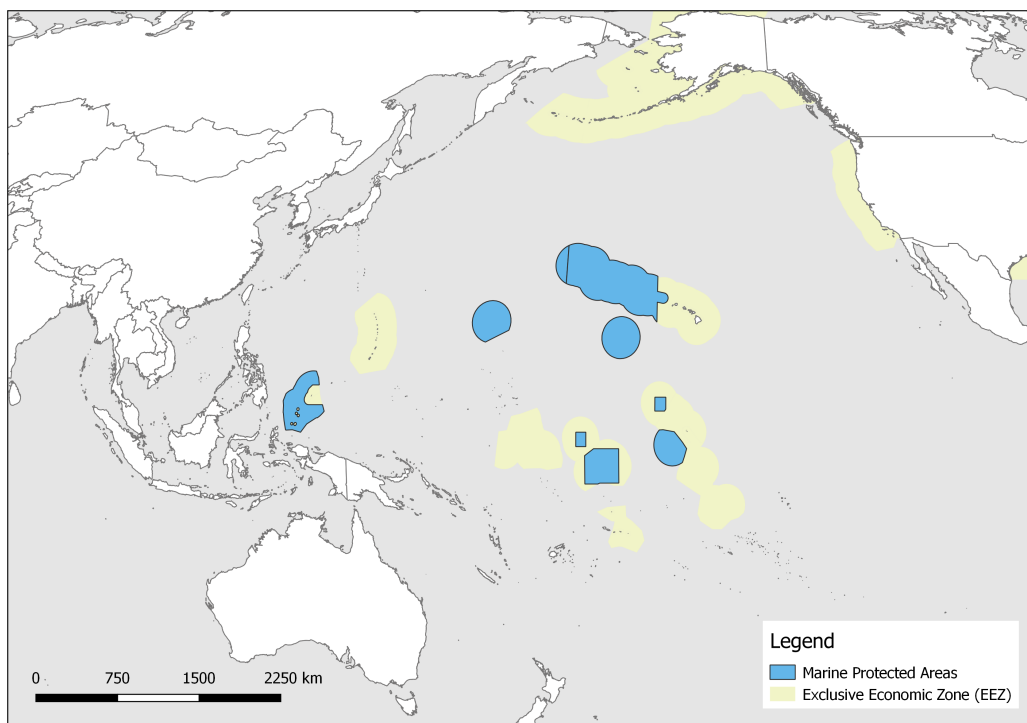 Legend
Marine Protected Areas
Exclusive Economic Zone (EEZ)
0 750 1500 2250 km